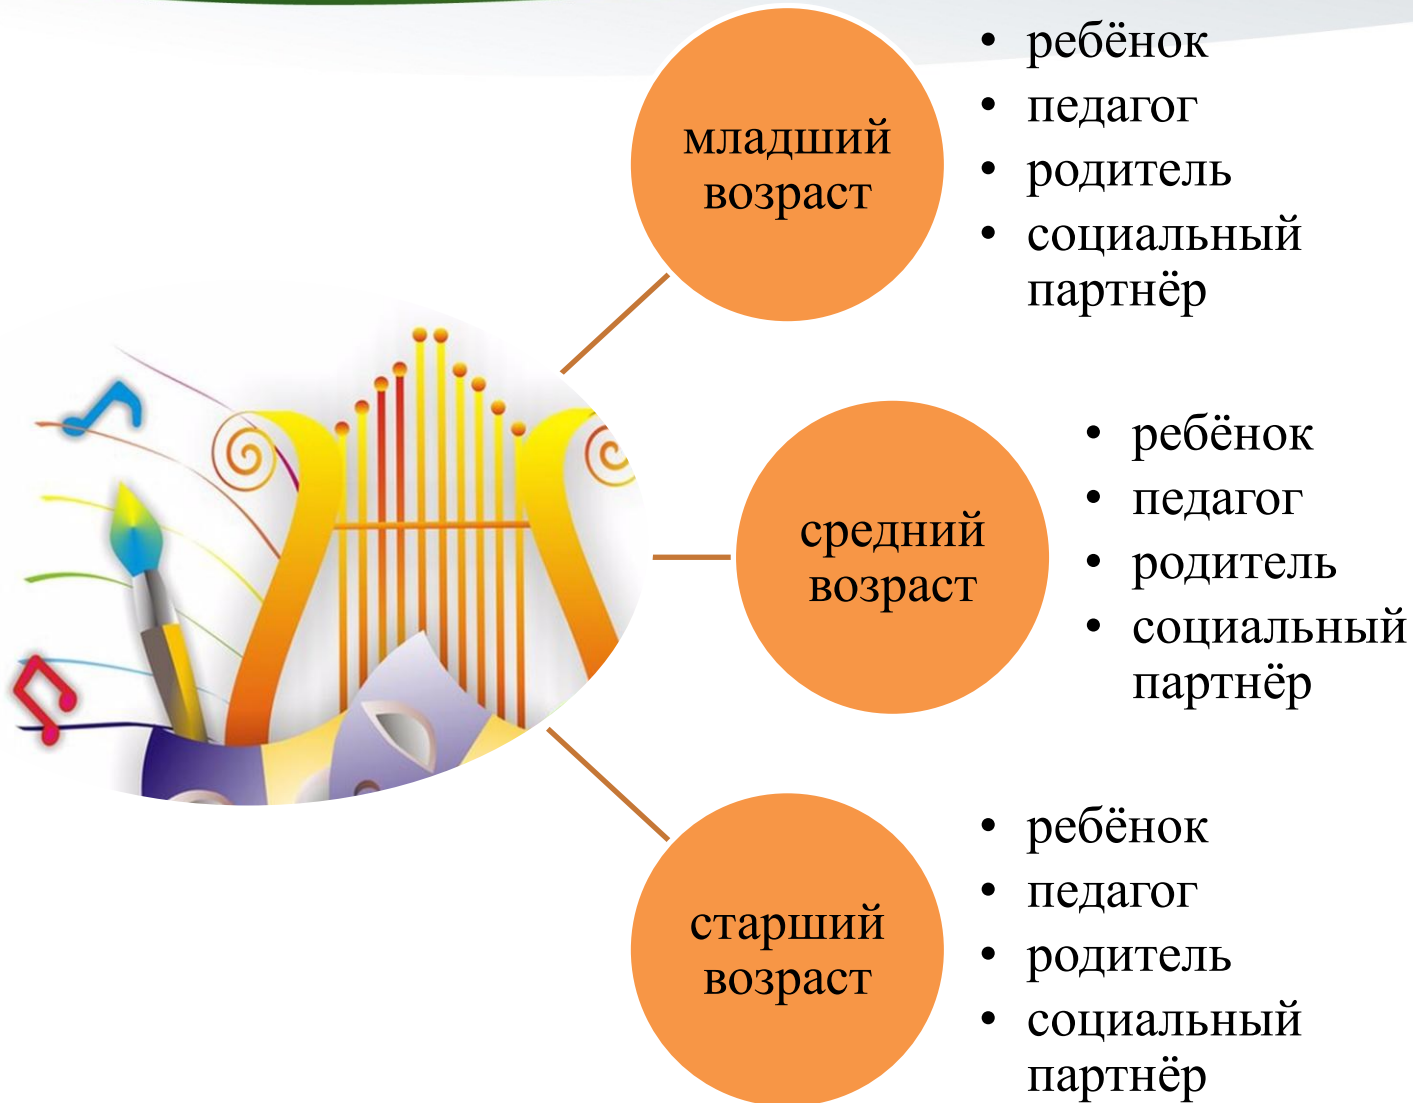 младший
возраст
• ребёнок
• педагог
• родитель
• социальный
партнёр
средний
возраст
• ребёнок
• педагог
• родитель
• социальный
партнёр
старший
возраст
• ребёнок
• педагог
• родитель
• социальный
партнёр